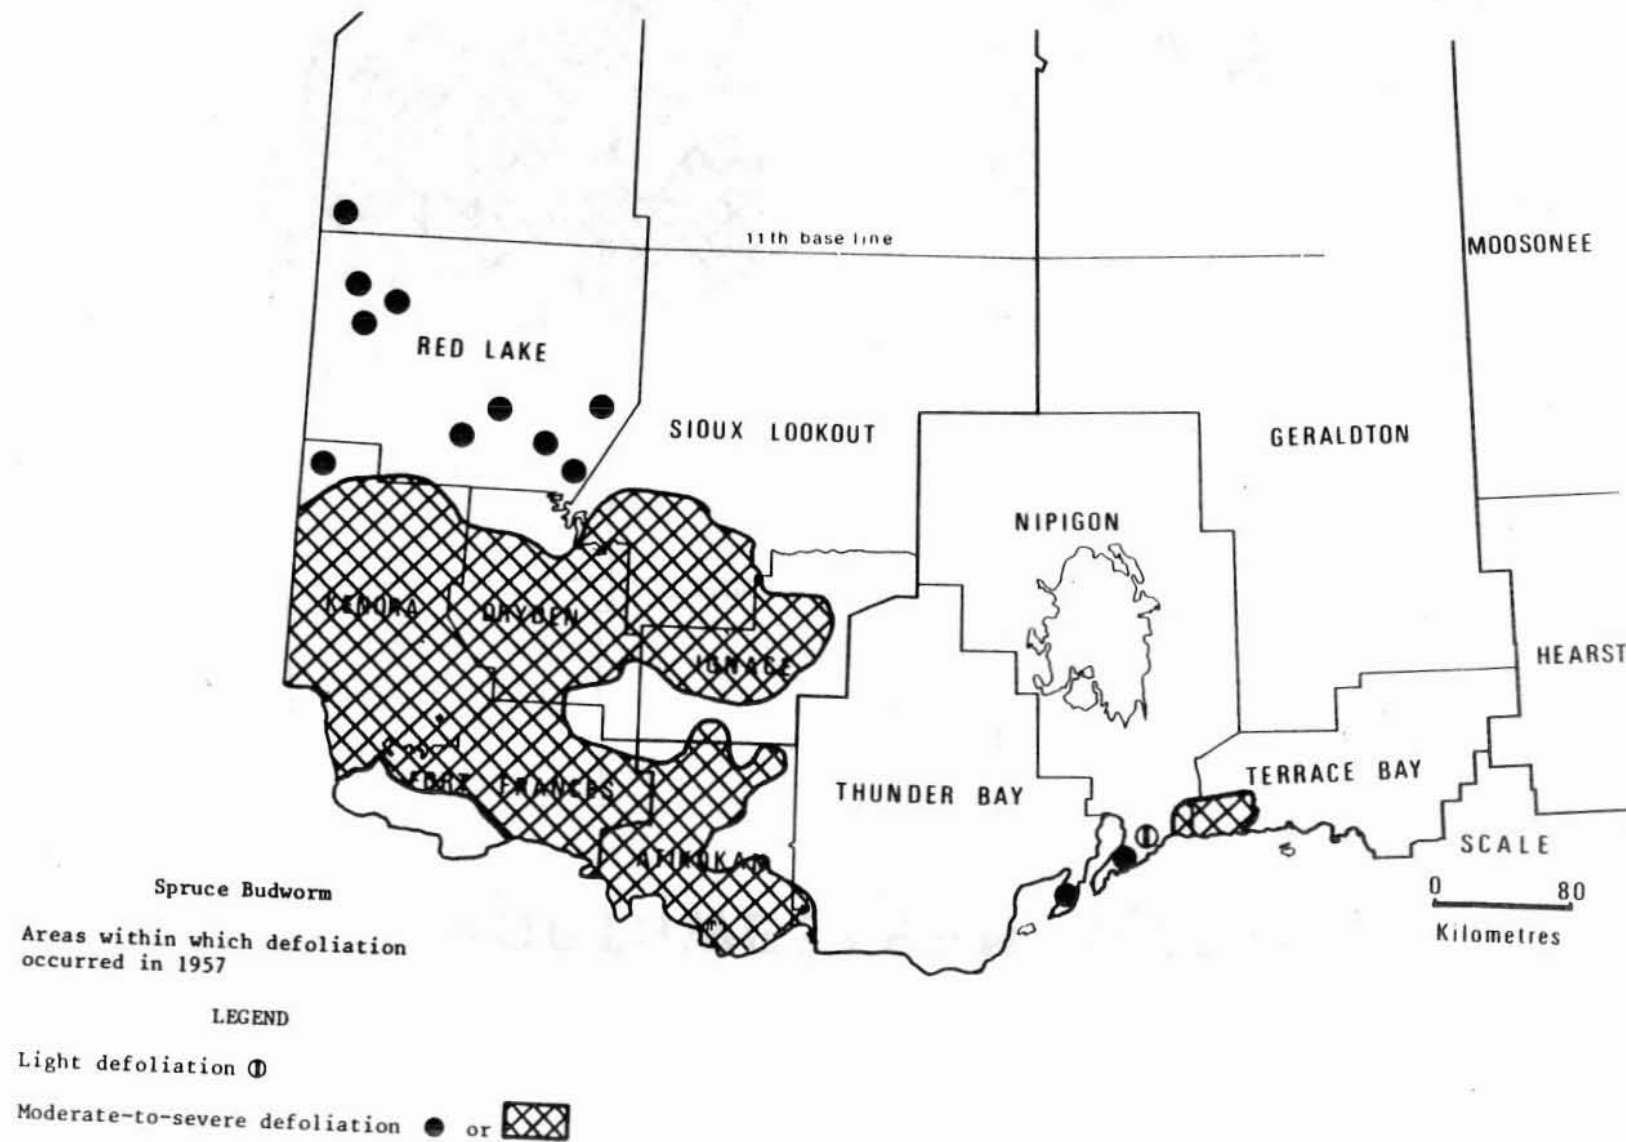 11th base line
MOOSONEE
RED LAKE
SIOUX LOOKOUT
GERALDTON
NIPIGON
KENORA
DRYDEN
IGNACE
HEARST
THUNDER BAY
TERRACE BAY
FORT FRANCES
ATIKOKAN
SCALE
0 80
Kilometres
Spruce Budworm
Areas within which defoliation
occurred in 1957
LEGEND
Light defoliation
Moderate-to-severe defoliation or